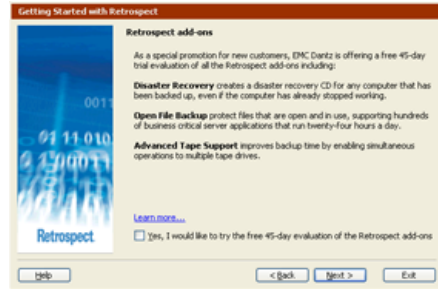 Getting Started with Retrospect
Retrospect add-ons
As a special promotion for new customers, EMC Dantz is offering a free 45-day
trial evaluation of all the Retrospect add-ons including:
Disaster Recovery creates a disaster recovery CD for any computer that has
been backed up, even if the computer has already stopped working.
Open File Backup protect files that are open and in use, supporting hundreds
of business critical server applications that run twenty-four hours a day.
Advanced Tape Support improves backup time by enabling simultaneous
operations to multiple tape drives.
Learn more...
Yes, I would like to try the free 45-day evaluation of the Retrospect add-ons
Retrospect
Help
< Back
Next >
Exit